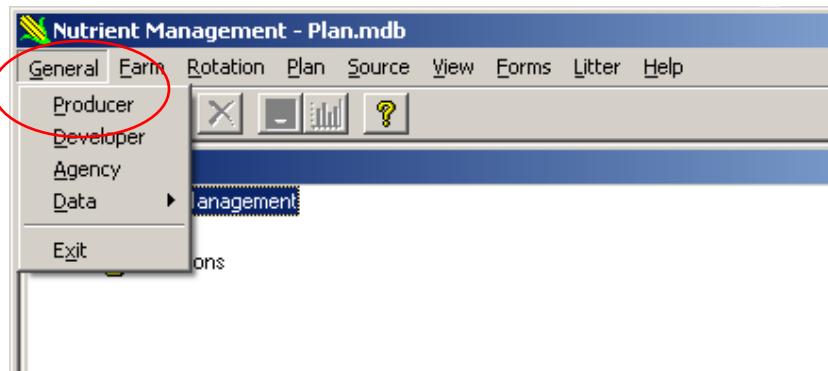 Nutrient Management - Plan.mdb
General Farm Rotation Plan Source View Forms Litter Help
Producer
Developer
Agency
Data
anagement
Exit
ons